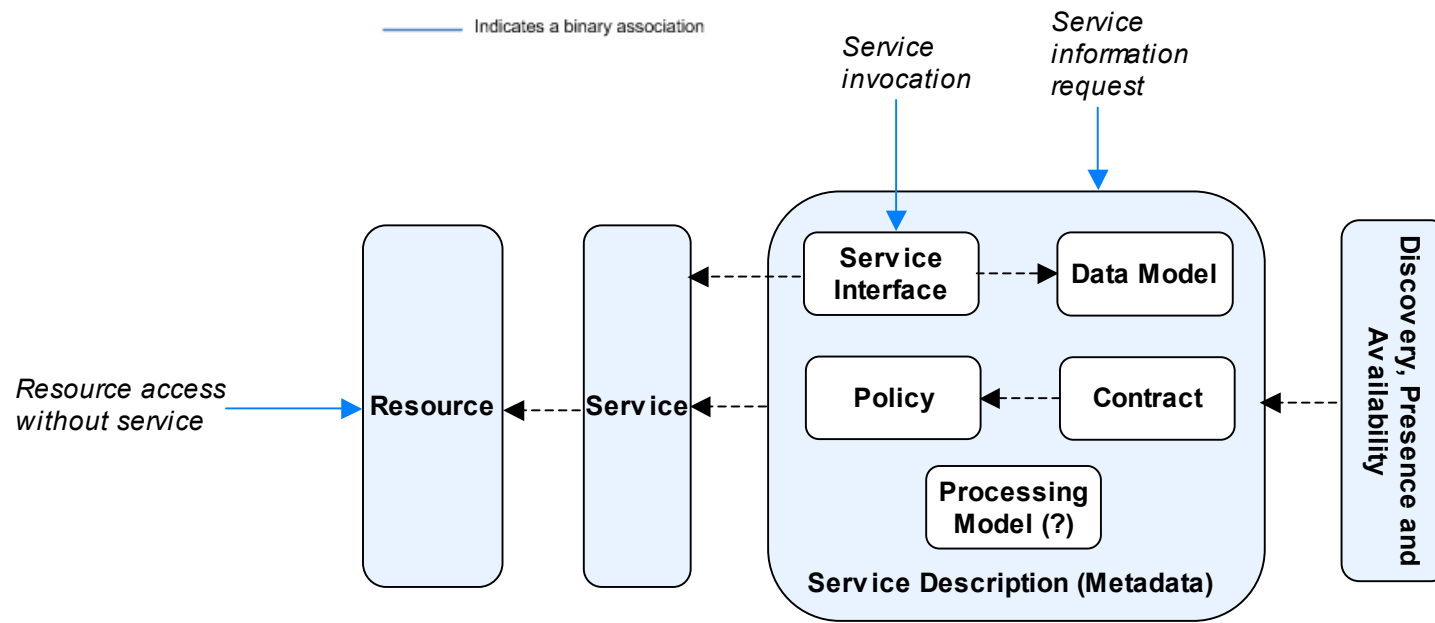 Indicates a binary association
Service
invocation
Service
information
request
Resource access
without service
Resource
Service
Service
Interface
Data Model
Policy
Contract
Processing
Model (?)
Service Description (Metadata)
Discovery, Presence and
Availability